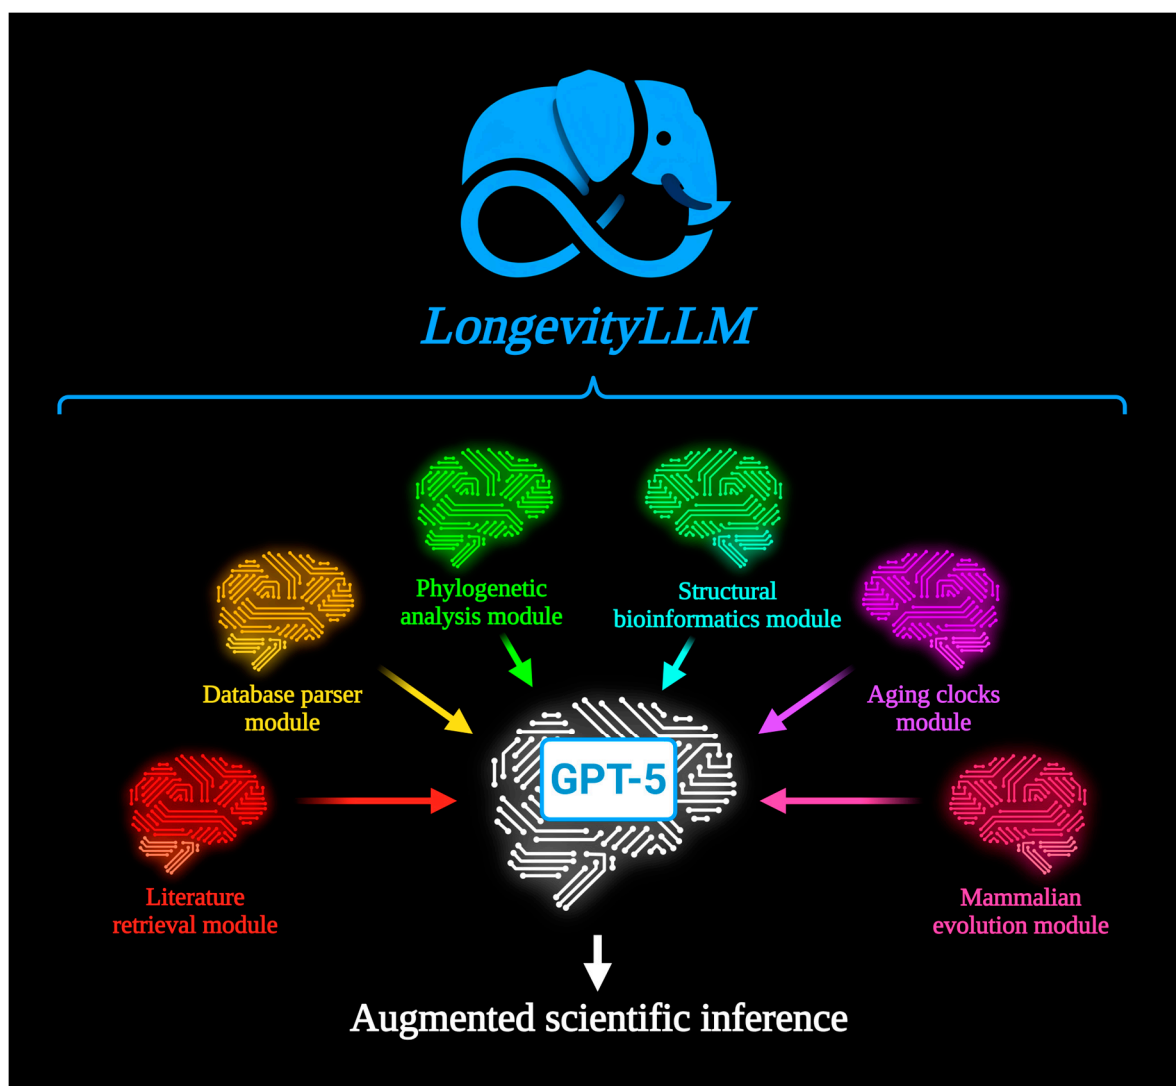 LongevityLLM
Phylogenetic
analysis module
Structural
bioinformatics module
Database parser
module
Aging clocks
module
GPT-5
Literature
retrieval module
Mammalian
evolution module
Augmented scientific inference